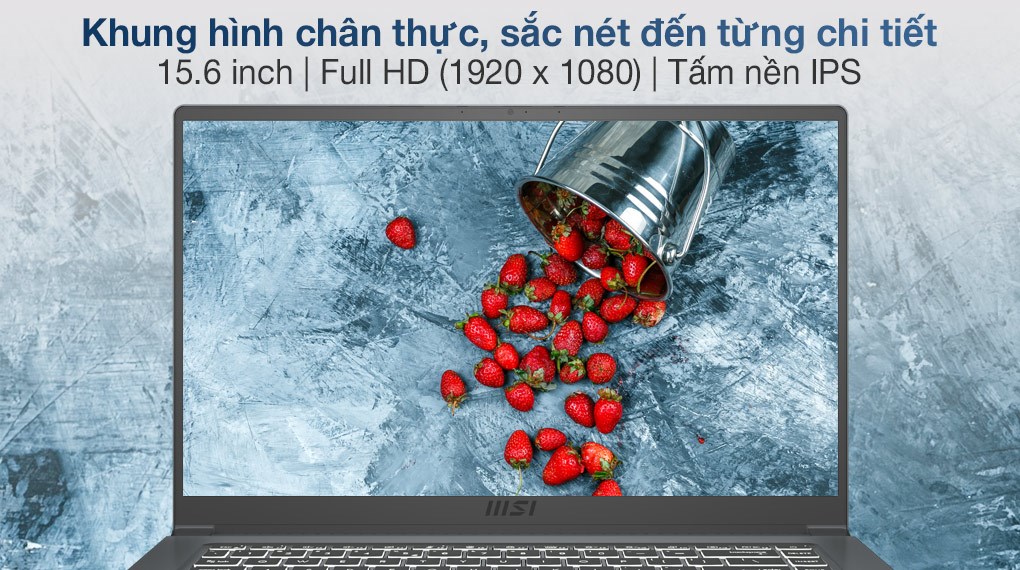 Khung hình chân thực, sắc nét đến từng chi tiết
15.6 inch | Full HD (1920 x 1080) | Tấm nền IPS
msi